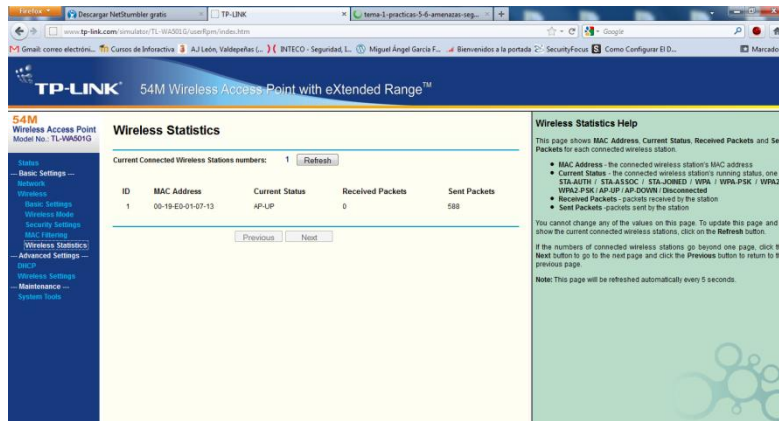 Firefox
Descargar NetStumbler gratis
TP-LINK
tema-1-practicas-5-6-amenazas-seg...
www.tp-link.com/simulator/TL-WA501G/userRpm/index.htm
Google
Gmail: correo electróni...
Cursos de Inforactiva
AJ León, Valdepeñas (...
INTECO - Seguridad, I...
Miguel Ángel García F...
Bienvenidos a la portada
SecurityFocus
Como Configurar El D...
Marcado
TP-LINK®
54M Wireless Access Point with eXtended Range™
54M
Wireless Access Point
Model No.: TL-WA501G
Status
— Basic Settings —
Network
Wireless
Basic Settings
Wireless Mode
Security Settings
MAC Filtering
Wireless Statistics
— Advanced Settings —
DHCP
Wireless Settings
— Maintenance —
System Tools
Wireless Statistics
Current Connected Wireless Stations numbers: 1 Refresh
ID MAC Address Current Status Received Packets Sent Packets
1 00-19-E0-01-07-13 AP-UP 0 588
Previous Next
Wireless Statistics Help
This page shows MAC Address, Current Status, Received Packets and Se
Packets for each connected wireless station.
MAC Address - the connected wireless station's MAC address
Current Status - the connected wireless station's running status, one
STA-AUTH / STA-ASSOC / STA-JOINED / WPA / WPA-PSK / WPA2
WPA2-PSK / AP-UP / AP-DOWN / Disconnected
Received Packets - packets received by the station
Sent Packets -packets sent by the station
You cannot change any of the values on this page. To update this page and
show the current connected wireless stations, click on the Refresh button.
If the numbers of connected wireless stations go beyond one page, click th
Next button to go to the next page and click the Previous button to return to th
previous page.
Note: This page will be refreshed automatically every 5 seconds.